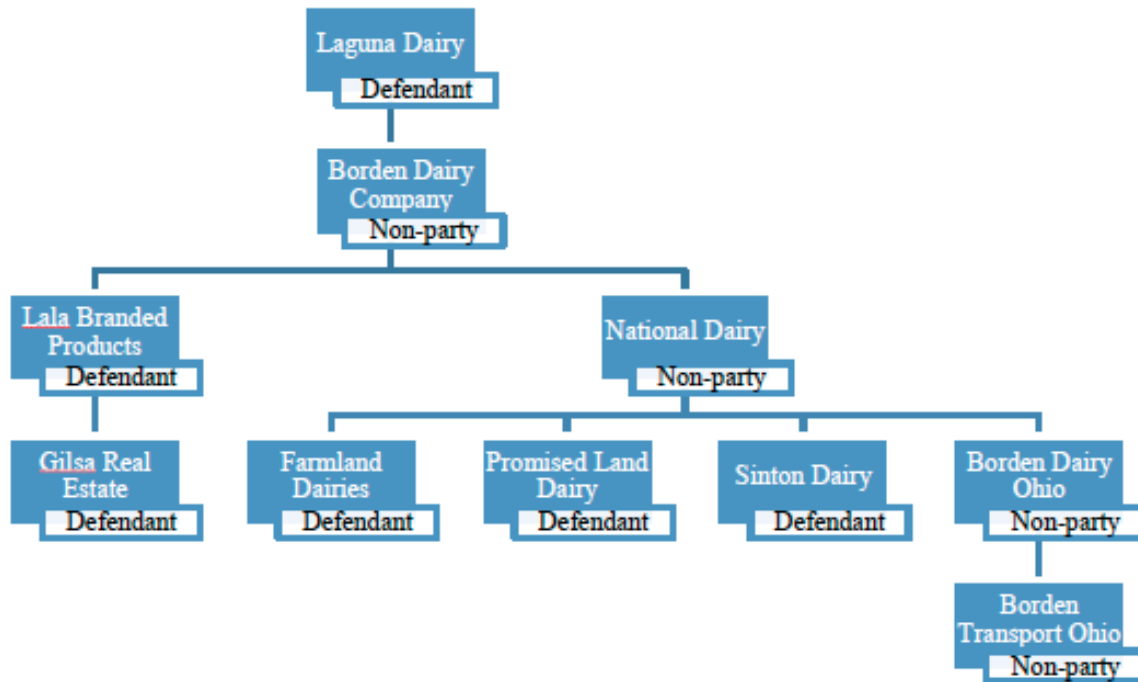 Laguna Dairy
Defendant
Borden Dairy
Company
Non-party
Lala Branded
Products
Defendant
National Dairy
Non-party
Gilsa Real
Estate
Defendant
Farmland
Dairies
Defendant
Promised Land
Dairy
Defendant
Sinton Dairy
Defendant
Borden Dairy
Ohio
Non-party
Borden
Transport Ohio
Non-party